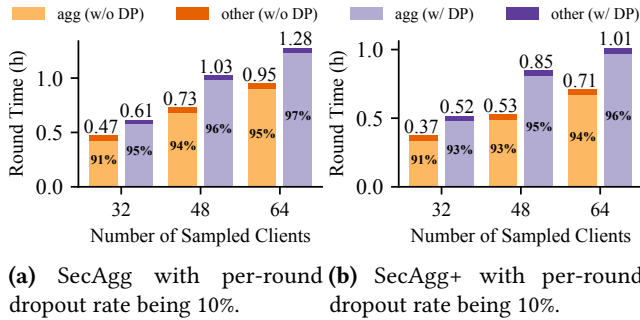 agg (w/o DP) other (w/o DP) agg (w/ DP) other (w/ DP)
Round Time (h)
1.0
0.5
0.0
0.47
0.61
0.73
1.03
0.95
1.28
91%
95%
94%
96%
95%
97%
32 48 64
Number of Sampled Clients
Round Time (h)
1.0
0.5
0.0
0.37
0.52
0.53
0.85
0.71
1.01
91%
93%
93%
95%
94%
96%
32 48 64
Number of Sampled Clients
(a) SecAgg with per-round
dropout rate being 10%.
(b) SecAgg+ with per-round
dropout rate being 10%.